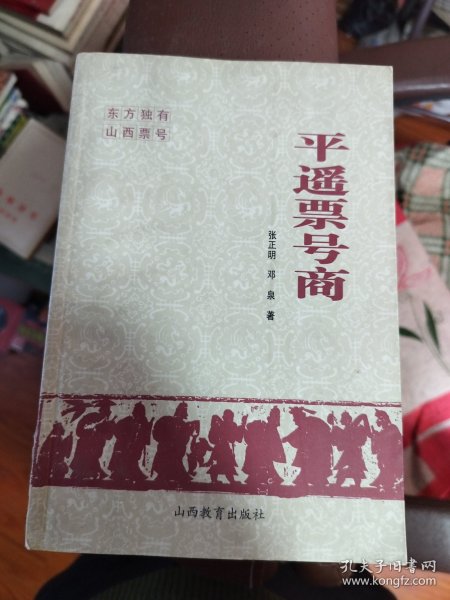 东方独有
山西票号
平遥票号商
张正明 邓泉 著
山西教育出版社
孔夫子旧书网
www.kongfz.com